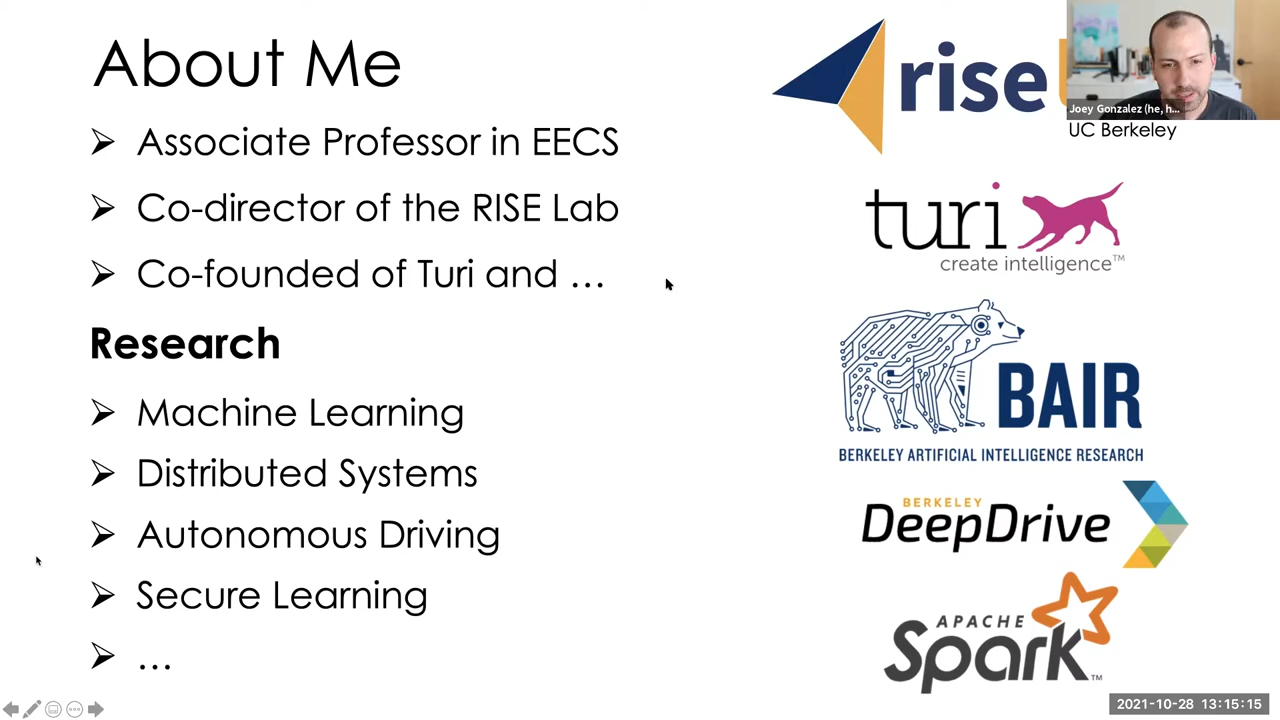 About Me
➢ Associate Professor in EECS
➢ Co-director of the RISE Lab
➢ Co-founded of Turi and …
Research
➢ Machine Learning
➢ Distributed Systems
➢ Autonomous Driving
➢ Secure Learning
➢ …
rise
Joey Gonzalez (he, h...
UC Berkeley
turi
create intelligence™
BAIR
BERKELEY ARTIFICIAL INTELLIGENCE RESEARCH
BERKELEY
DeepDrive
APACHE
Spark™
2021-10-28 13:15:15